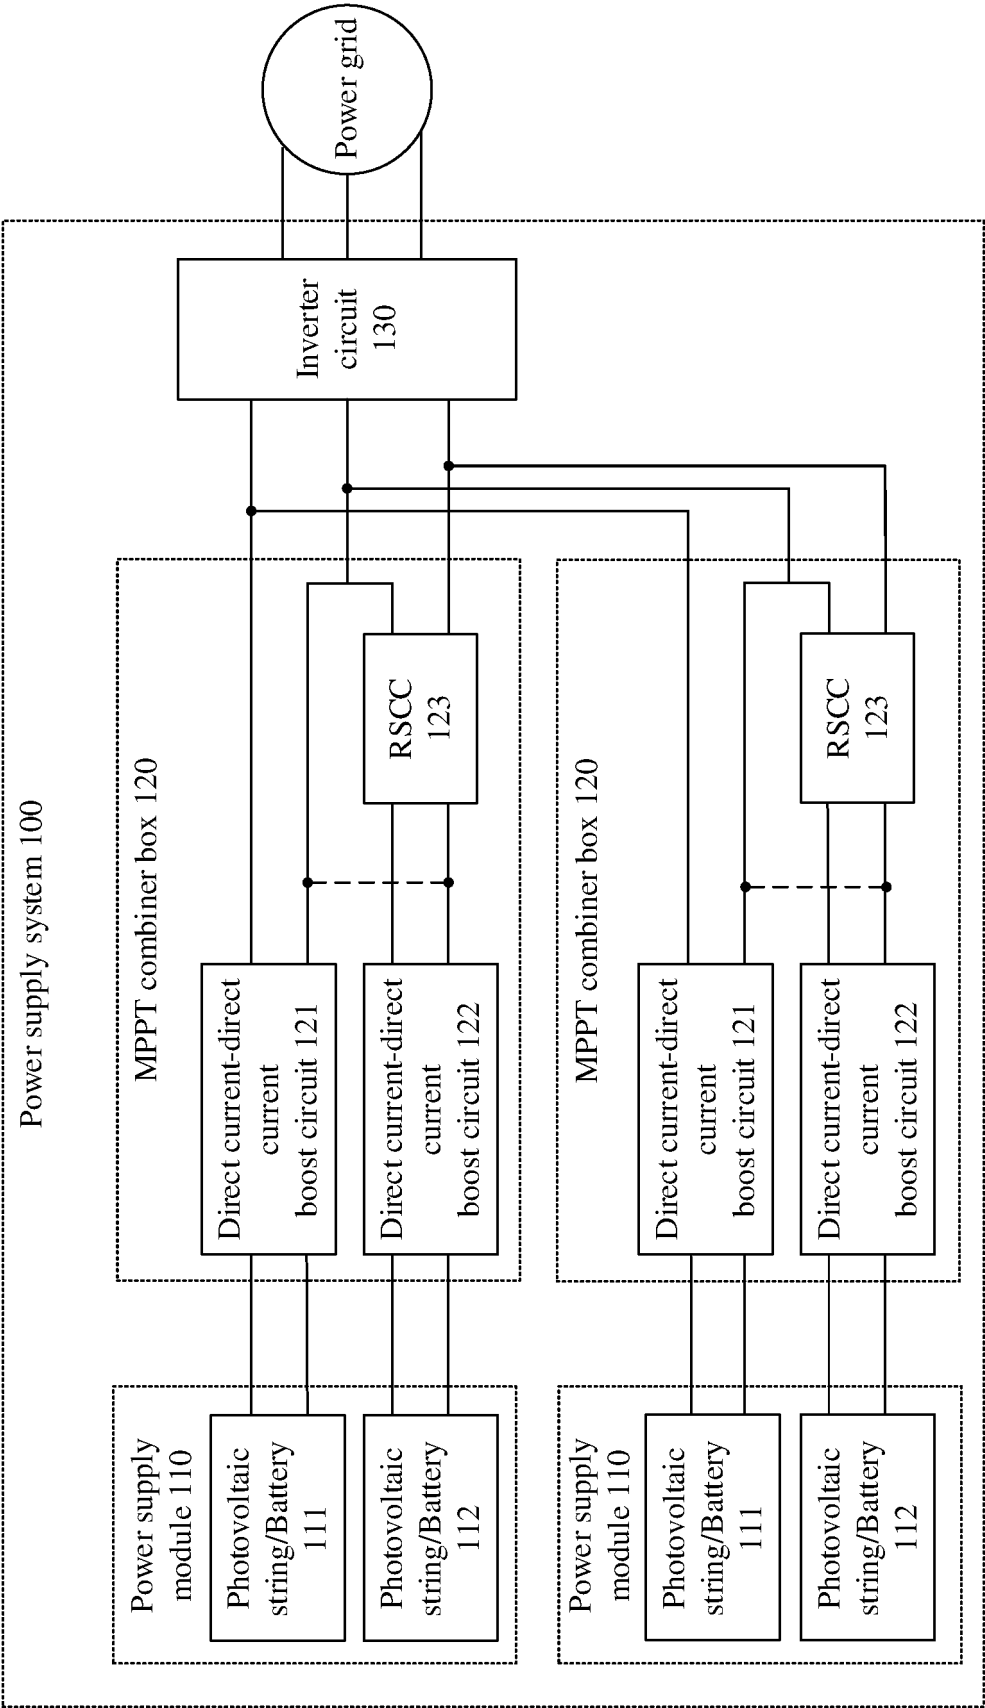 Power supply system 100
Power supply
module 110
Photovoltaic
string/Battery
111
Photovoltaic
string/Battery
112
MPPT combiner box 120
Direct current-direct
current
boost circuit 121
Direct current-direct
current
boost circuit 122
RSCC
123
Inverter
circuit
130
Power grid
Power supply
module 110
Photovoltaic
string/Battery
111
Photovoltaic
string/Battery
112
MPPT combiner box 120
Direct current-direct
current
boost circuit 121
Direct current-direct
current
boost circuit 122
RSCC
123